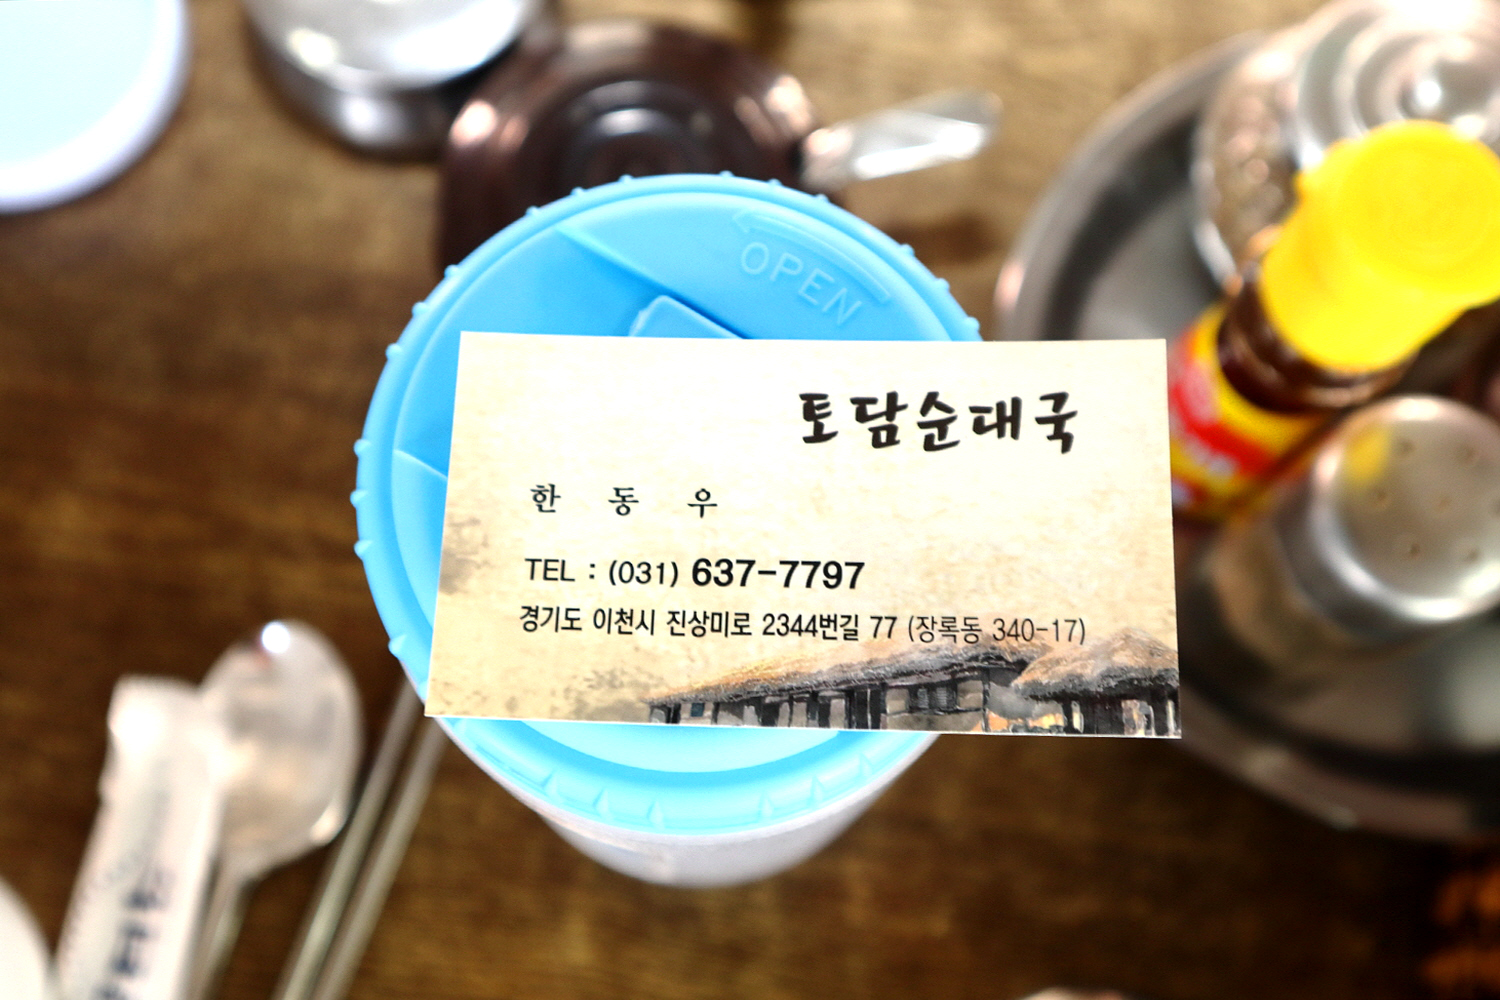 OPEN
토담순대국
한 동 우
TEL : (031) 637-7797
경기도 이천시 진상미로 2344번길 77 (장록동 340-17)